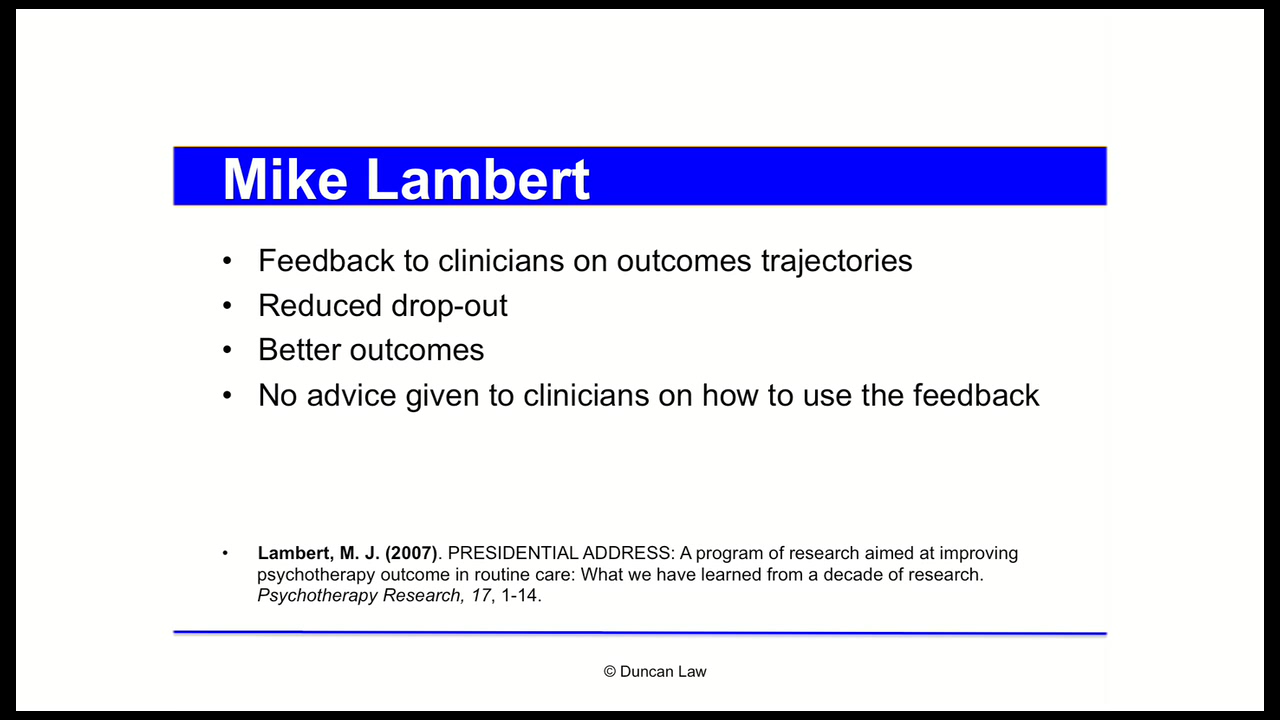 Mike Lambert
• Feedback to clinicians on outcomes trajectories
• Reduced drop-out
• Better outcomes
• No advice given to clinicians on how to use the feedback
• Lambert, M. J. (2007). PRESIDENTIAL ADDRESS: A program of research aimed at improving
psychotherapy outcome in routine care: What we have learned from a decade of research.
Psychotherapy Research, 17, 1-14.
© Duncan Law